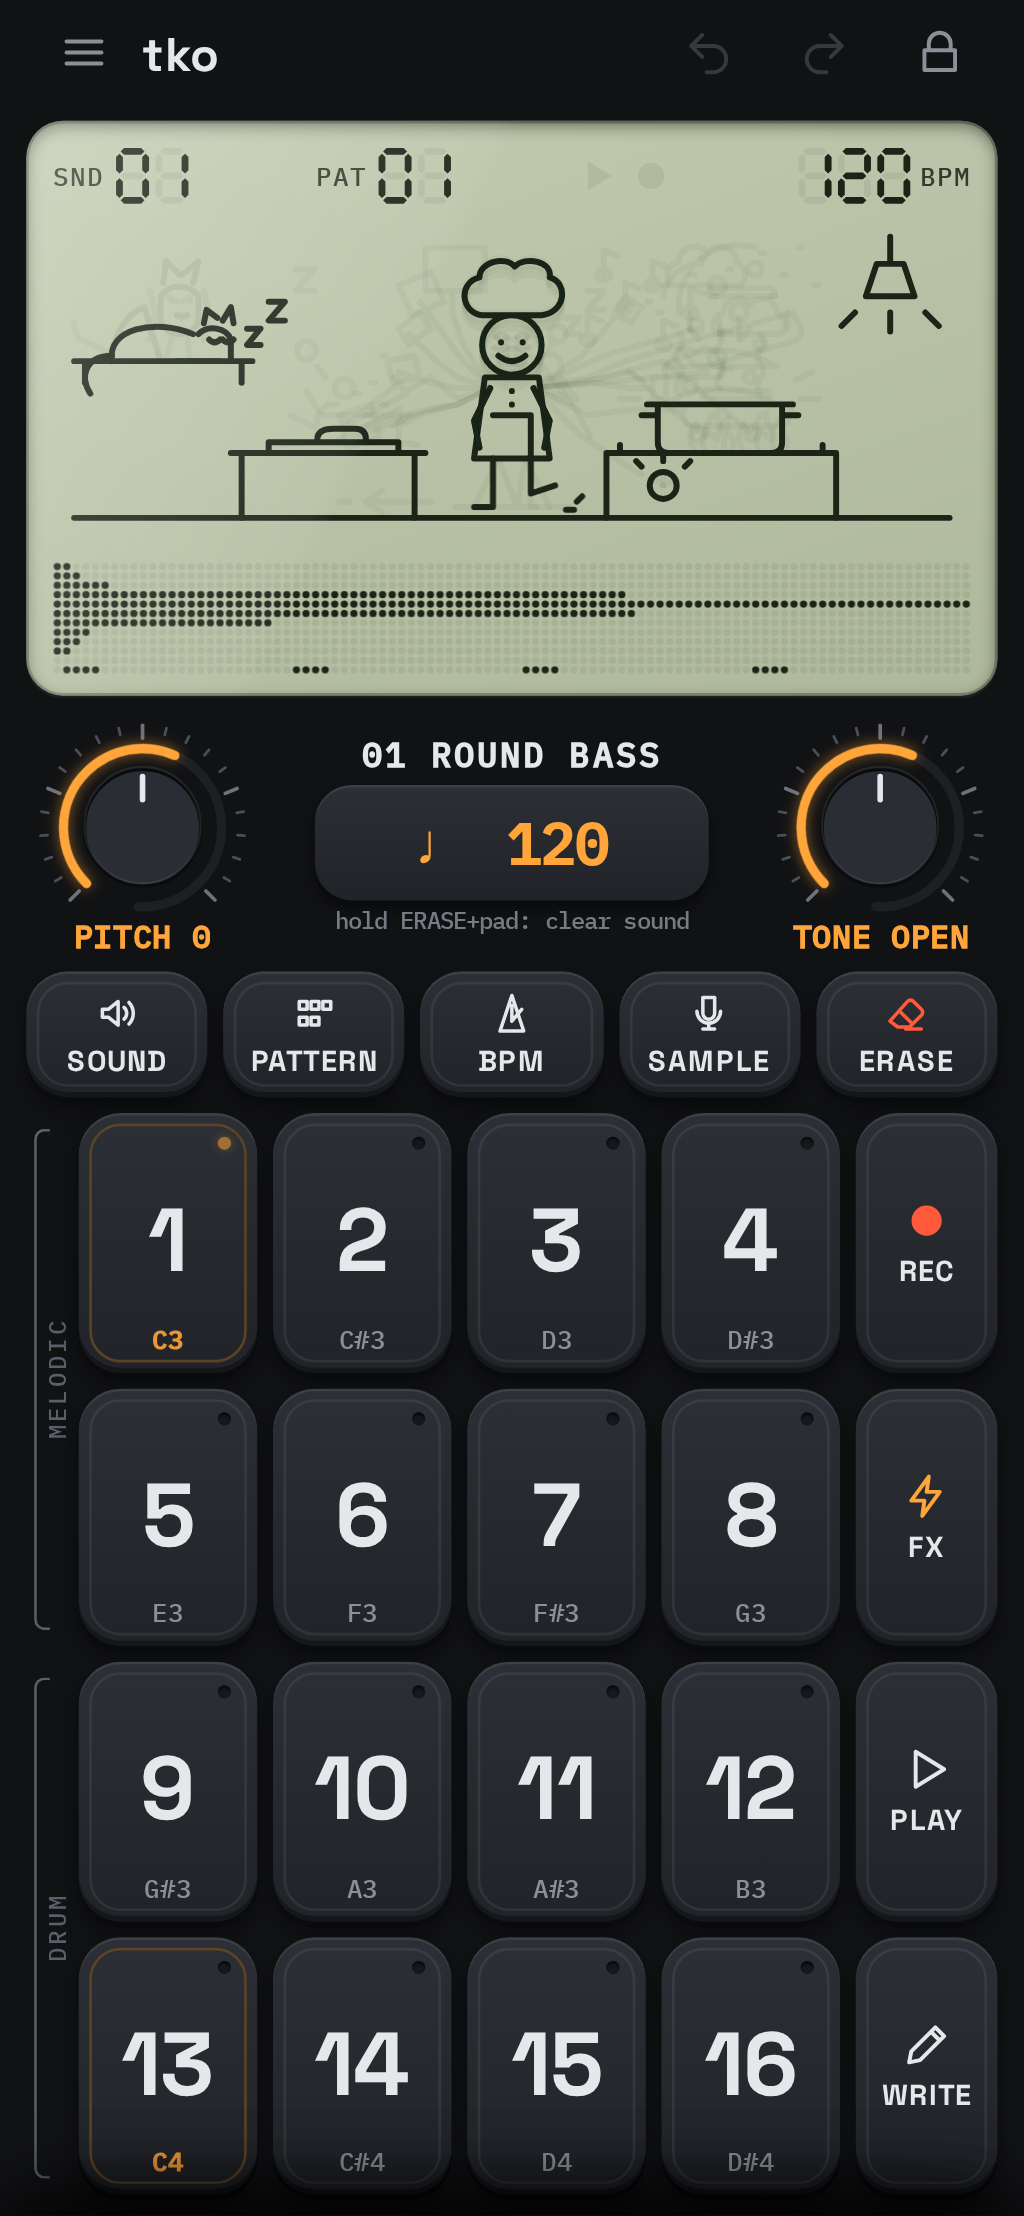 tko
SND 01 PAT 01 120 BPM
z z
01 ROUND BASS
♩ 120
hold ERASE+pad: clear sound
PITCH 0 TONE OPEN
SOUND PATTERN BPM SAMPLE ERASE
MELODIC
1 2 3 4 REC
C3 C#3 D3 D#3
5 6 7 8 FX
E3 F3 F#3 G3
DRUM
9 10 11 12 PLAY
G#3 A3 A#3 B3
13 14 15 16 WRITE
C4 C#4 D4 D#4